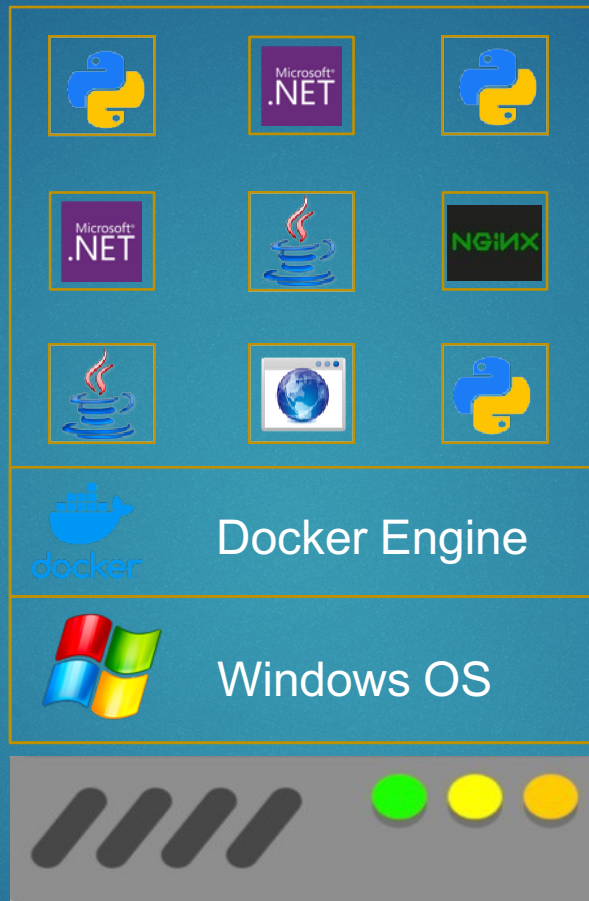 Microsoft®
.NET
Microsoft®
.NET
NGINX
docker
Docker Engine
Windows OS